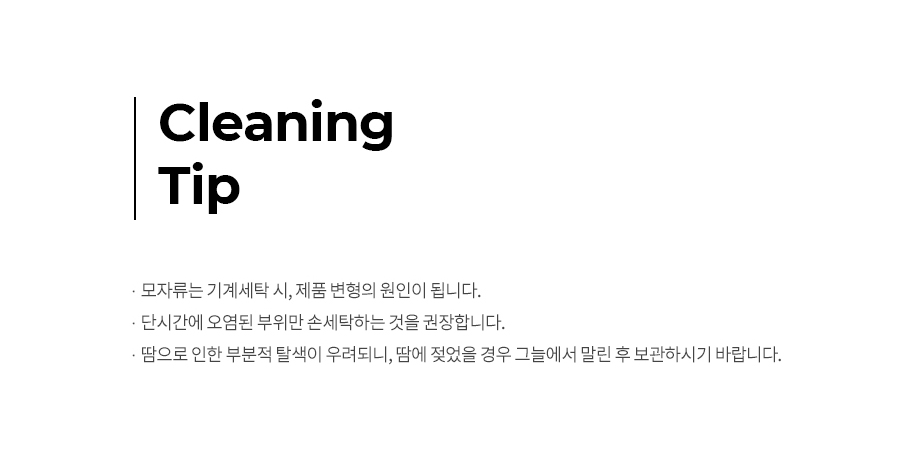 Cleaning
Tip
· 모자류는 기계세탁 시, 제품 변형의 원인이 됩니다.
· 단시간에 오염된 부위만 손세탁하는 것을 권장합니다.
· 땀으로 인한 부분적 탈색이 우려되니, 땀에 젖었을 경우 그늘에서 말린 후 보관하시기 바랍니다.